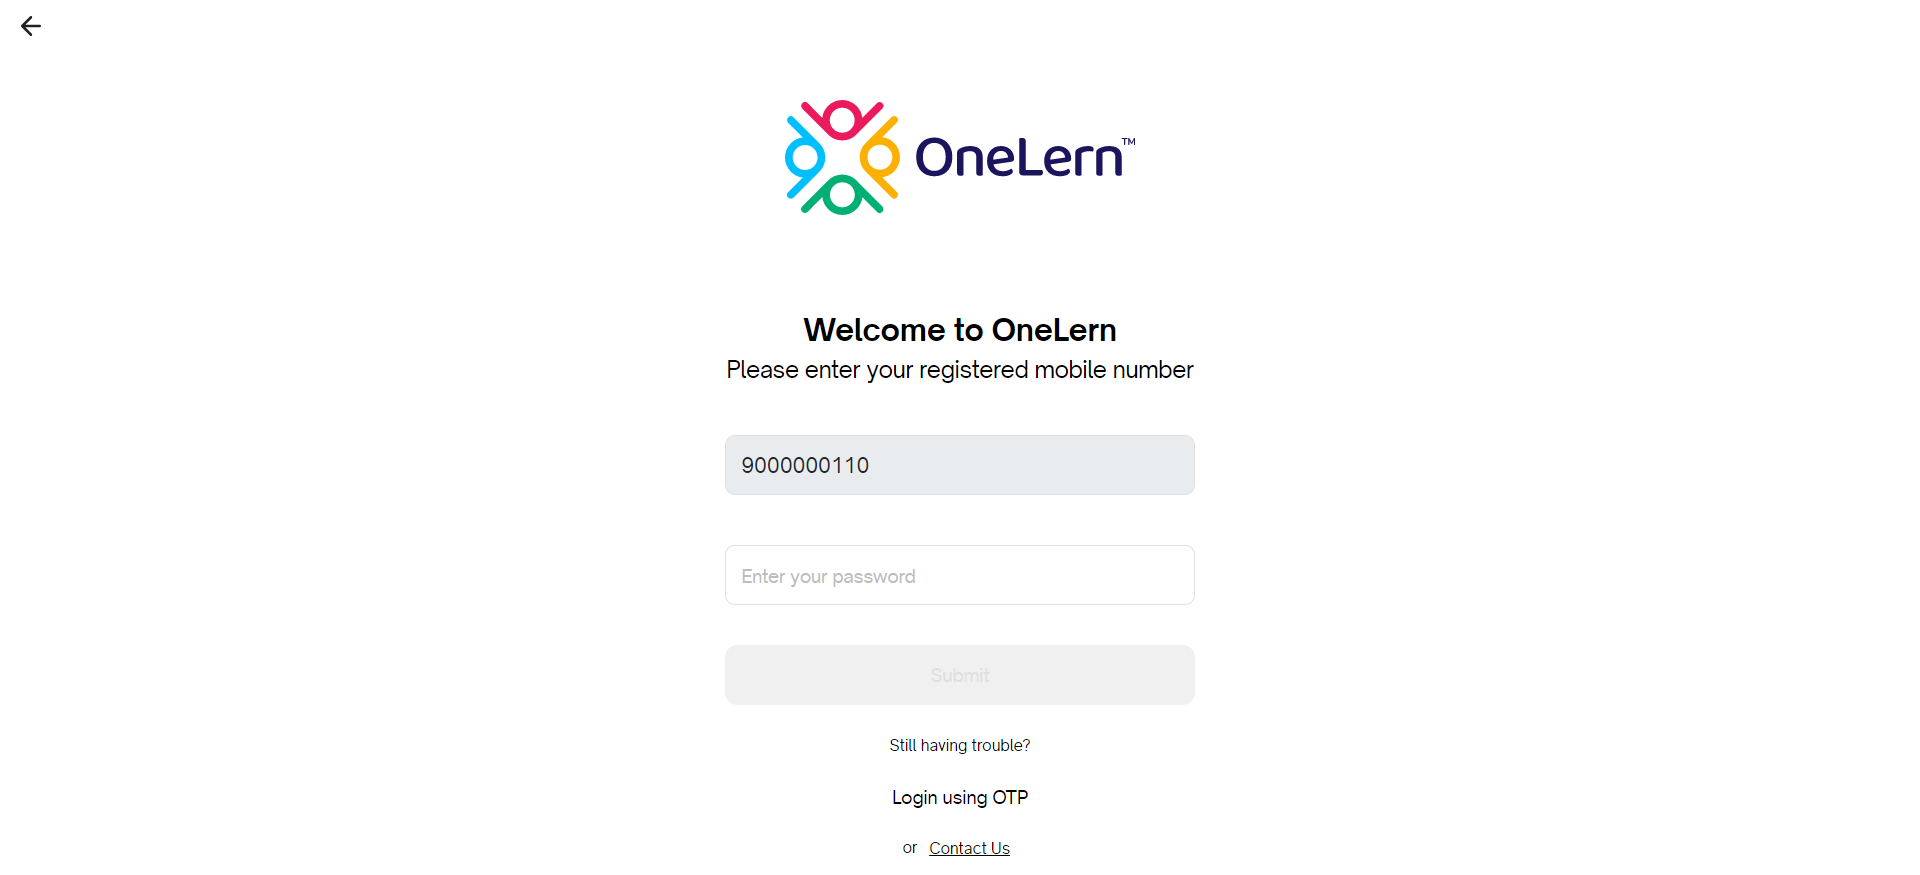 OneLern™
Welcome to OneLern
Please enter your registered mobile number
9000000110
Enter your password
Submit
Still having trouble?
Login using OTP
or Contact Us